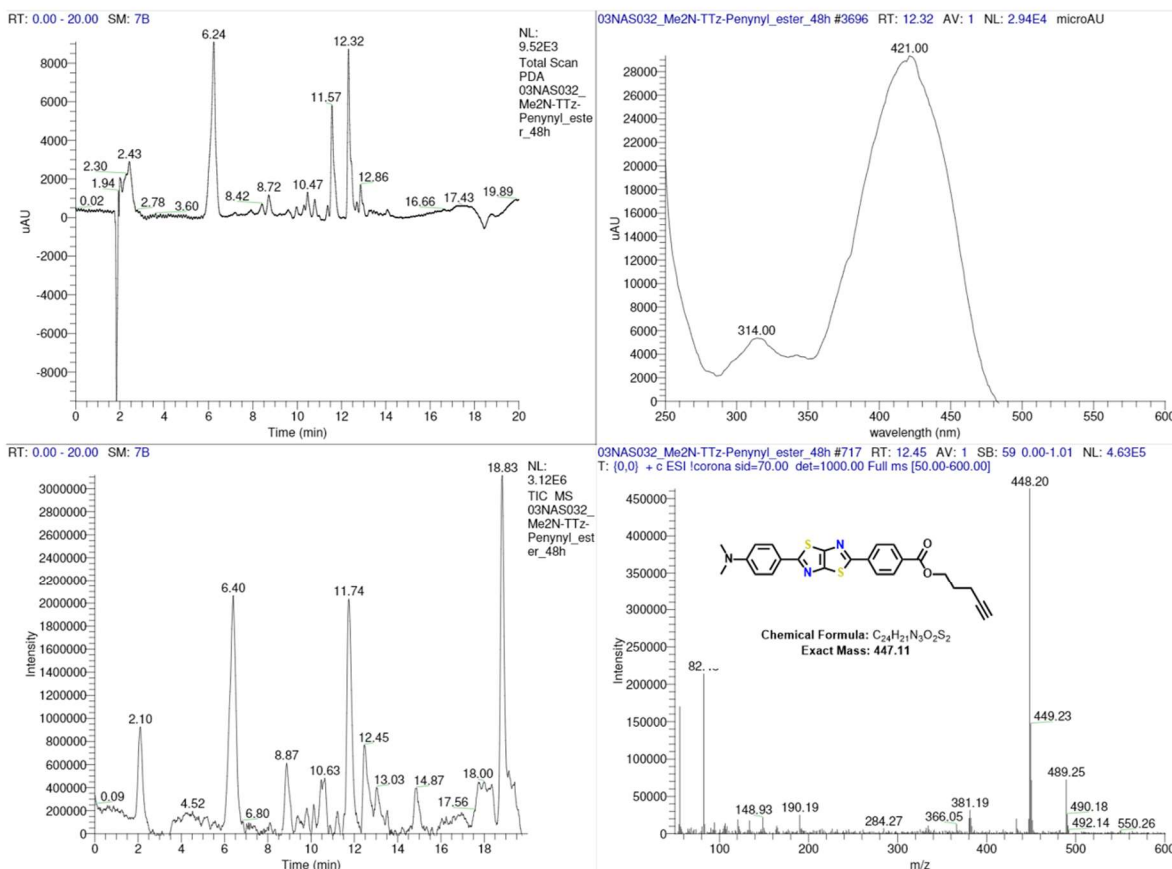 RT: 0.00 - 20.00 SM: 7B
NL:
9.52E3
Total Scan
PDA
03NAS032_
Me2N-TTz-
Penynyl_este
r_48h
6.24
12.32
11.57
2.43
2.30
1.94
0.02
2.78
3.60
8.42
8.72
10.47
12.86
16.66
17.43
19.89
8000
6000
4000
2000
0
-2000
-4000
-6000
-8000
uAU
0 2 4 6 8 10 12 14 16 18 20
Time (min)
03NAS032_Me2N-TTz-Penynyl_ester_48h #3696 RT: 12.32 AV: 1 NL: 2.94E4 microAU
421.00
314.00
28000
26000
24000
22000
20000
18000
16000
14000
12000
10000
8000
6000
4000
2000
0
uAU
250 300 350 400 450 500 550 600
wavelength (nm)
RT: 0.00 - 20.00 SM: 7B
NL:
3.12E6
TIC MS
03NAS032_
Me2N-TTz-
Penynyl_est
er_48h
18.83
6.40
11.74
2.10
12.45
8.87
10.63
13.03
14.87
18.00
17.56
0.09
4.52
6.80
3000000
2800000
2600000
2400000
2200000
2000000
1800000
1600000
1400000
1200000
1000000
800000
600000
400000
200000
0
Intensity
0 2 4 6 8 10 12 14 16 18
Time (min)
03NAS032_Me2N-TTz-Penynyl_ester_48h #717 RT: 12.45 AV: 1 SB: 59 0.00-1.01 NL: 4.63E5
T: {0,0} + c ESI !corona sid=70.00 det=1000.00 Full ms [50.00-600.00]
448.20
449.23
489.25
490.18
492.14
550.26
381.19
366.05
284.27
190.19
148.93
S N N S N O O
Chemical Formula: C24H21N3O2S2
Exact Mass: 447.11
450000
400000
350000
300000
250000
200000
150000
100000
50000
0
Intensity
100 200 300 400 500 600
m/z